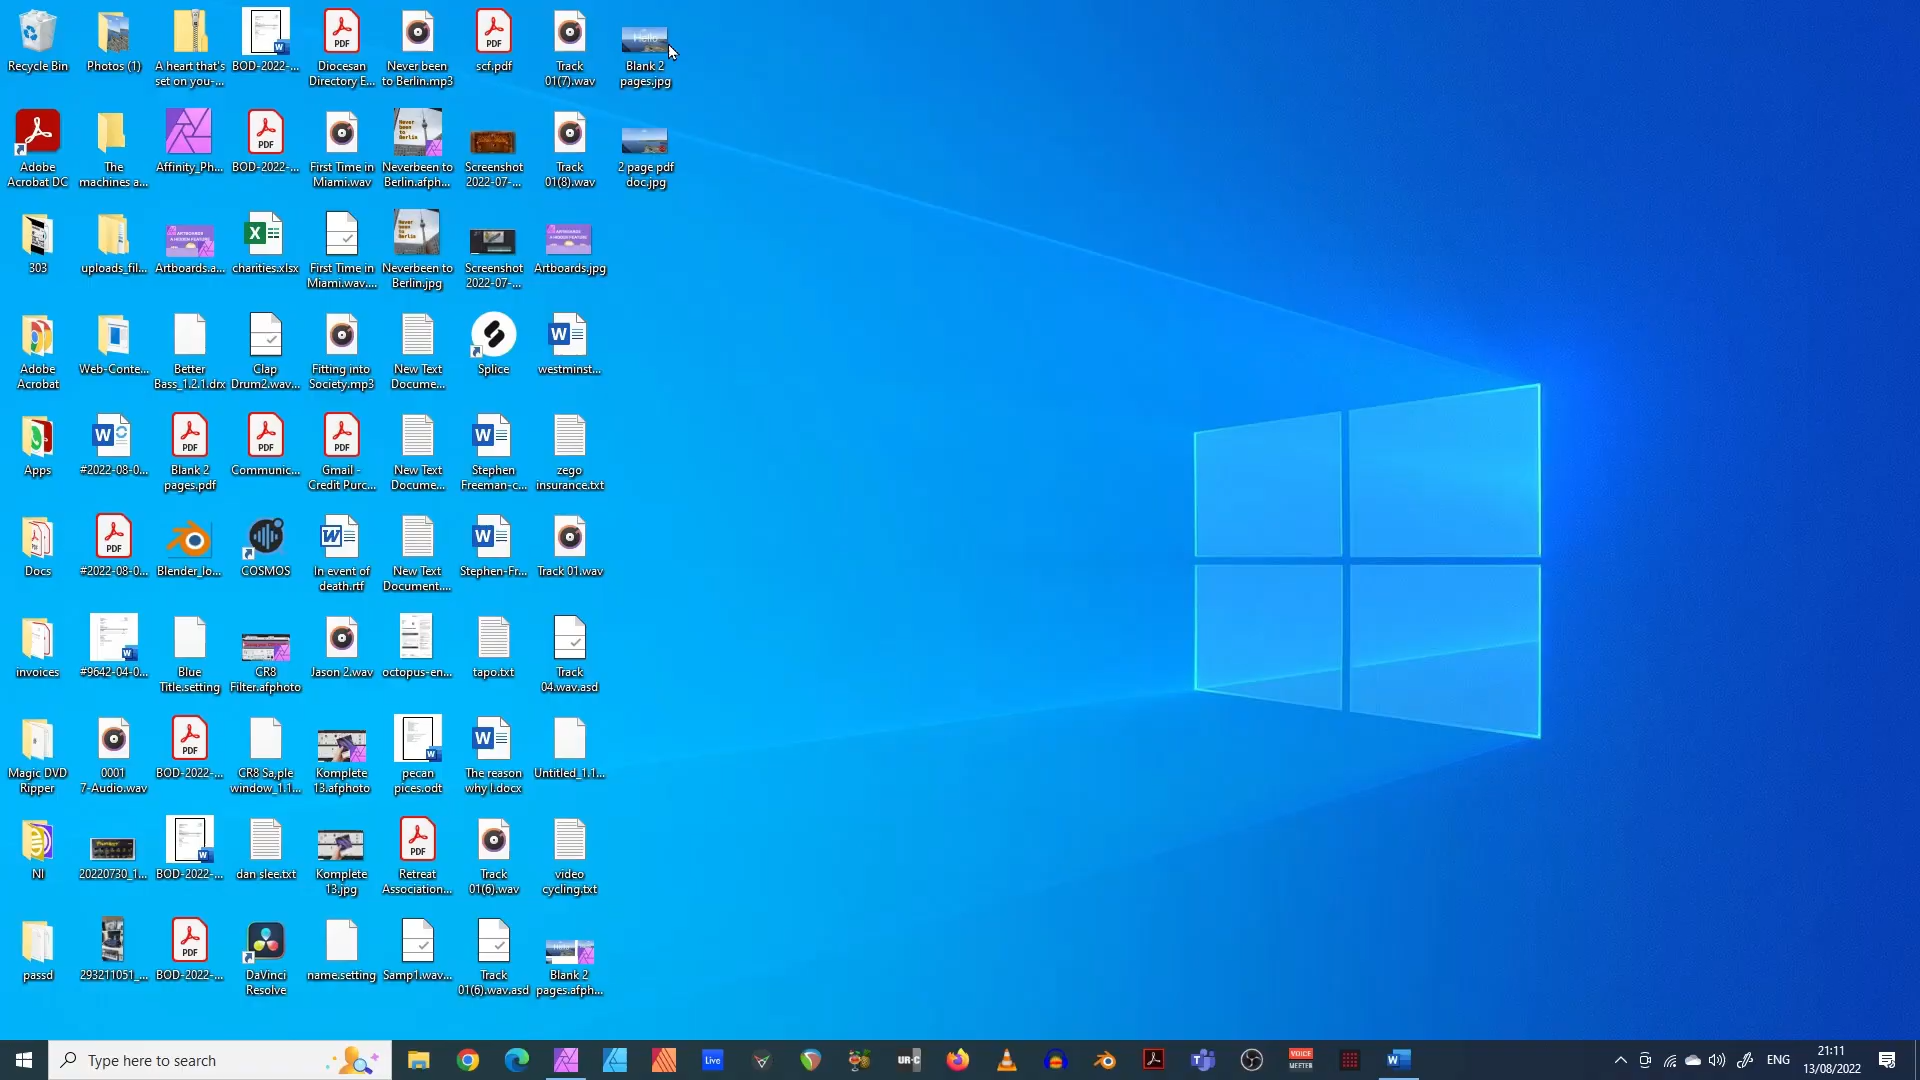 Recycle Bin
Photos (1)
A heart that's
set on you-...
BOD-2022-...
Diocesan
Directory E...
Never been
to Berlin.mp3
scf.pdf
Track
01(7).wav
Blank 2
pages.jpg
Adobe
Acrobat DC
The
machines a...
Affinity_Ph...
BOD-2022-...
First Time in
Miami.wav
Neverbeen to
Berlin.afph...
Screenshot
2022-07-...
Track
01(8).wav
2 page pdf
doc.jpg
303
uploads_fil...
Artboards.a...
charities.xlsx
First Time in
Miami.wav....
Neverbeen to
Berlin.jpg
Screenshot
2022-07-...
Artboards.jpg
Adobe
Acrobat
Web-Conte...
Better
Bass_1.2.1.drx
Clap
Drum2.wav...
Fitting into
Society.mp3
New Text
Docume...
Splice
westminst...
Apps
#2022-08-0...
Blank 2
pages.pdf
Communic...
Gmail -
Credit Purc...
New Text
Docume...
Stephen
Freeman-c...
zego
insurance.txt
Docs
#2022-08-0...
Blender_lo...
COSMOS
In event of
death.rtf
New Text
Document....
Stephen-Fr...
Track 01.wav
invoices
#9642-04-0...
Blue
Title.setting
CR8
Filter.afphoto
Jason 2.wav
octopus-en...
tapo.txt
Track
04.wav.asd
Magic DVD
Ripper
0001
7-Audio.wav
BOD-2022-...
CR8 Sa,ple
window_1.1...
Komplete
13.afphoto
pecan
pices.odt
The reason
why I.docx
Untitled_1.1...
NI
20220730_1...
BOD-2022-...
dan slee.txt
Komplete
13.jpg
Retreat
Association...
Track
01(6).wav
video
cycling.txt
passd
293211051_...
BOD-2022-...
DaVinci
Resolve
name.setting
Samp1.wav...
Track
01(6).wav.asd
Blank 2
pages.afph...
Type here to search
Live
UR-C
VOICE
MEETER
ENG
21:11
13/08/2022